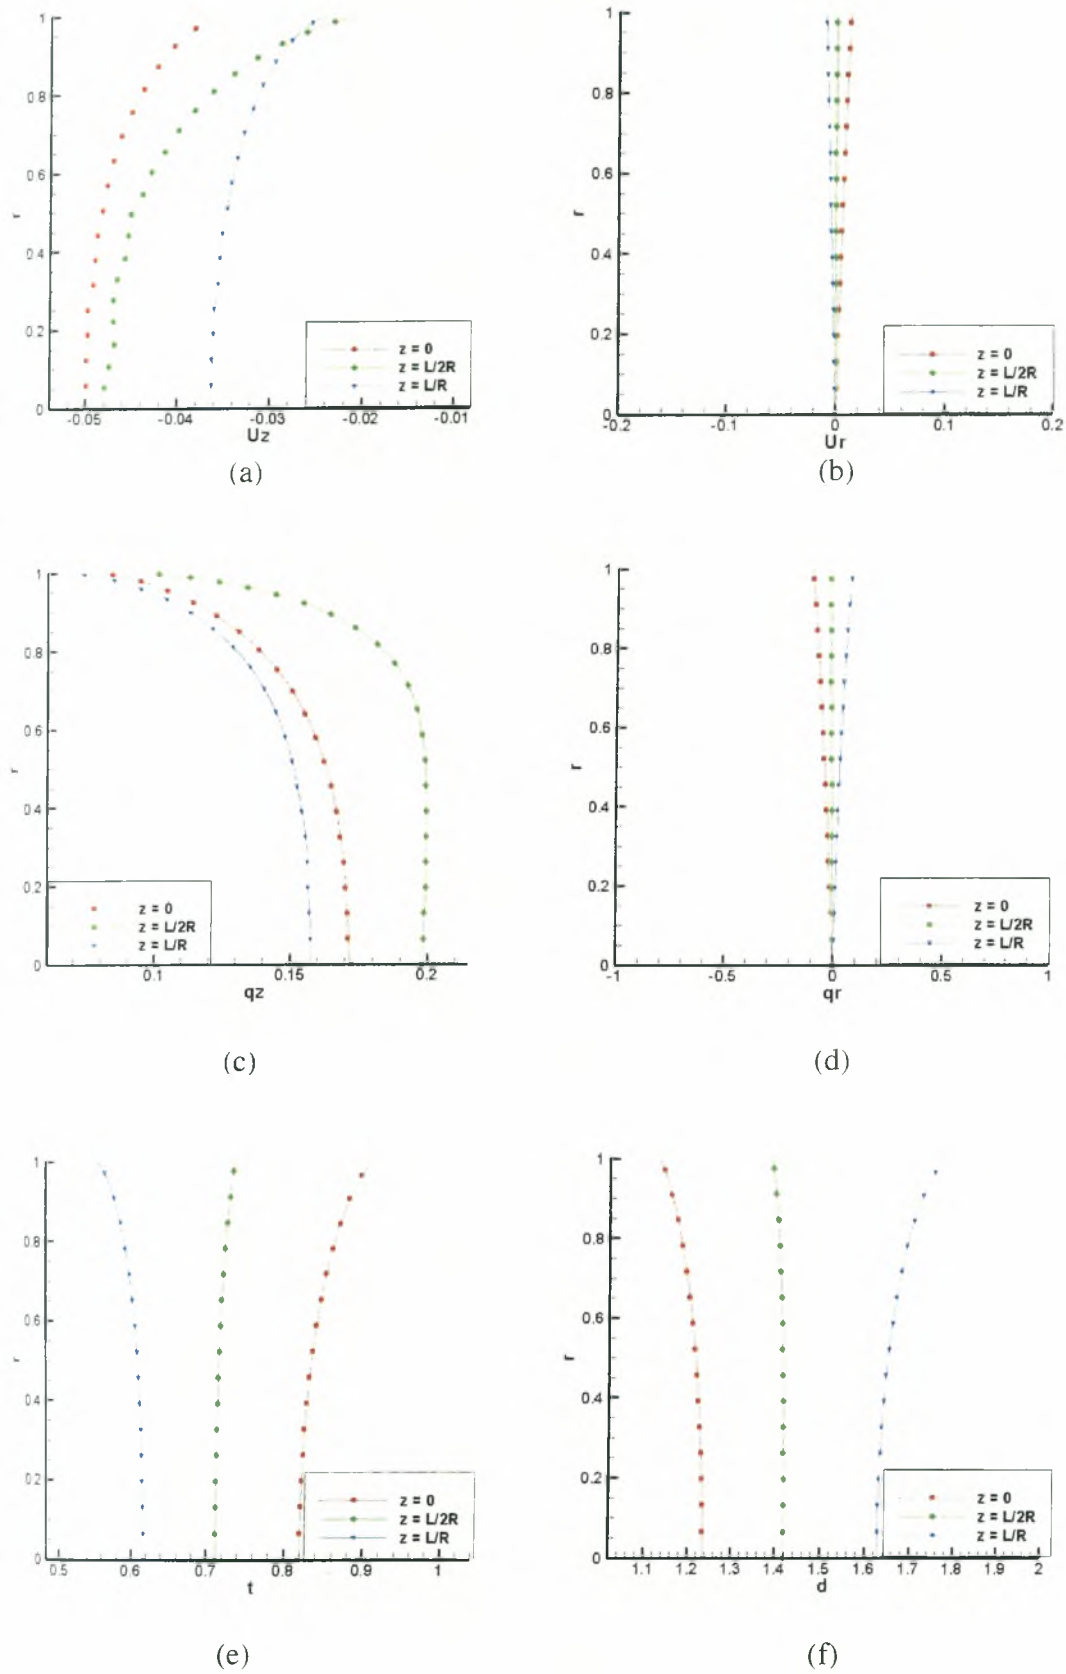 1
0.8
0.6
r
0.4
0.2
0
-0.05
-0.04
-0.03
-0.02
-0.01
Uz
z = 0
z = L/2R
z = L/R
(a)
1
0.8
0.6
r
0.4
0.2
0
-0.2
-0.1
0
0.1
0.2
Ur
z = 0
z = L/2R
z = L/R
(b)
1
0.8
0.6
r
0.4
0.2
0
0.1
0.15
0.2
qz
z = 0
z = L/2R
z = L/R
(c)
1
0.8
0.6
r
0.4
0.2
0
-1
-0.5
0
0.5
1
qr
z = 0
z = L/2R
z = L/R
(d)
1
0.8
0.6
r
0.4
0.2
0
0.5
0.6
0.7
0.8
0.9
1
t
z = 0
z = L/2R
z = L/R
(e)
1
0.8
0.6
r
0.4
0.2
0
1.1
1.2
1.3
1.4
1.5
1.6
1.7
1.8
1.9
2
d
z = 0
z = L/2R
z = L/R
(f)